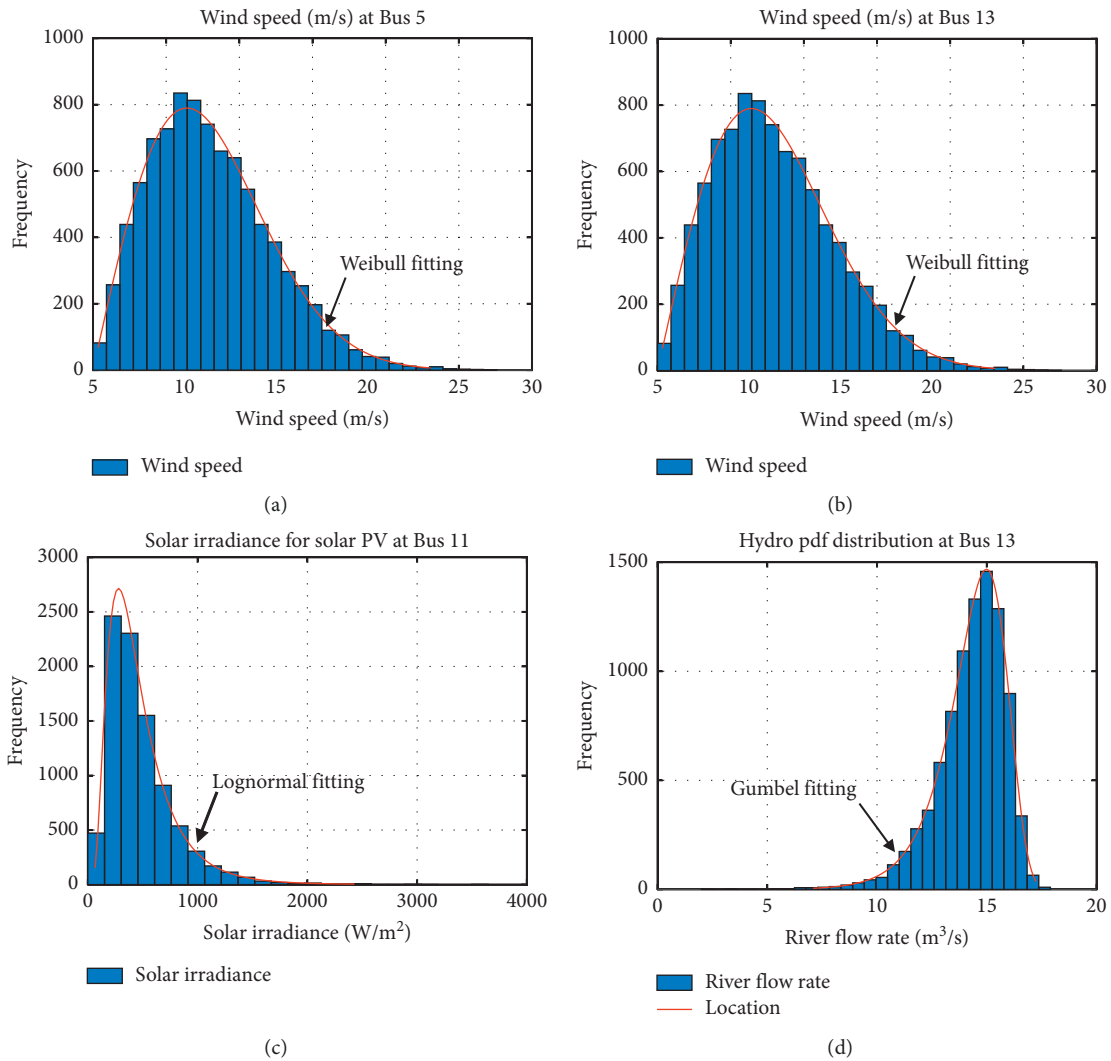 Wind speed (m/s) at Bus 5
1000
800
600
400
200
0
Frequency
Weibull fitting
5
10
15
20
25
30
Wind speed (m/s)
Wind speed
(a)
Wind speed (m/s) at Bus 13
1000
800
600
400
200
0
Frequency
Weibull fitting
5
10
15
20
25
30
Wind speed (m/s)
Wind speed
(b)
Solar irradiance for solar PV at Bus 11
3000
2500
2000
1500
1000
500
0
Frequency
Lognormal fitting
0
1000
2000
3000
4000
Solar irradiance (W/m²)
Solar irradiance
(c)
Hydro pdf distribution at Bus 13
1500
1000
500
0
Frequency
Gumbel fitting
0
5
10
15
20
River flow rate (m³/s)
River flow rate
Location
(d)